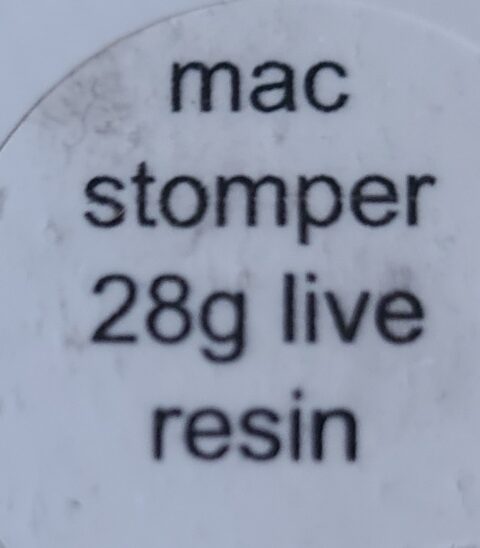 mac
stomper
28g live
resin